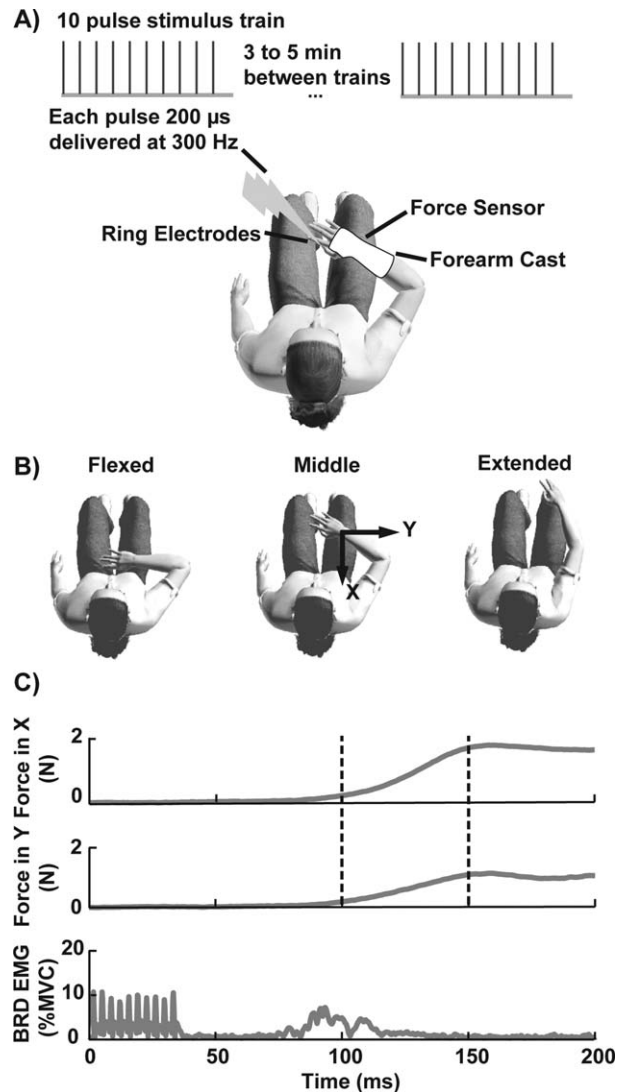 A)
10 pulse stimulus train
3 to 5 min
between trains
...
Each pulse 200 µs
delivered at 300 Hz
Ring Electrodes
Force Sensor
Forearm Cast
B)
Flexed
Middle
Extended
Y
X
C)
Force in X
(N)
2
0
Force in Y
(N)
2
0
BRD EMG
(%MVC)
20
10
0
0
50
100
150
200
Time (ms)